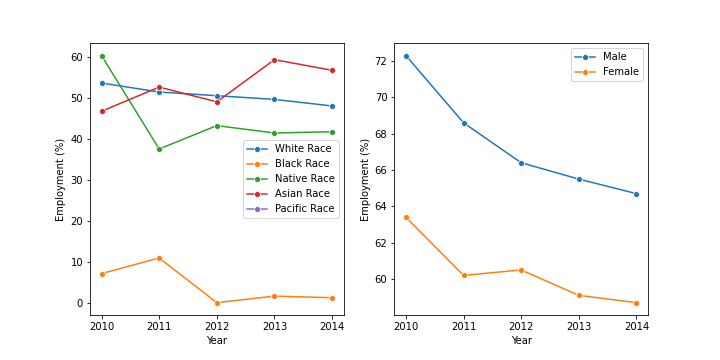 60
50
40
30
20
10
0
Employment (%)
2010 2011 2012 2013 2014
Year
White Race
Black Race
Native Race
Asian Race
Pacific Race
72
70
68
66
64
62
60
Employment (%)
2010 2011 2012 2013 2014
Year
Male
Female